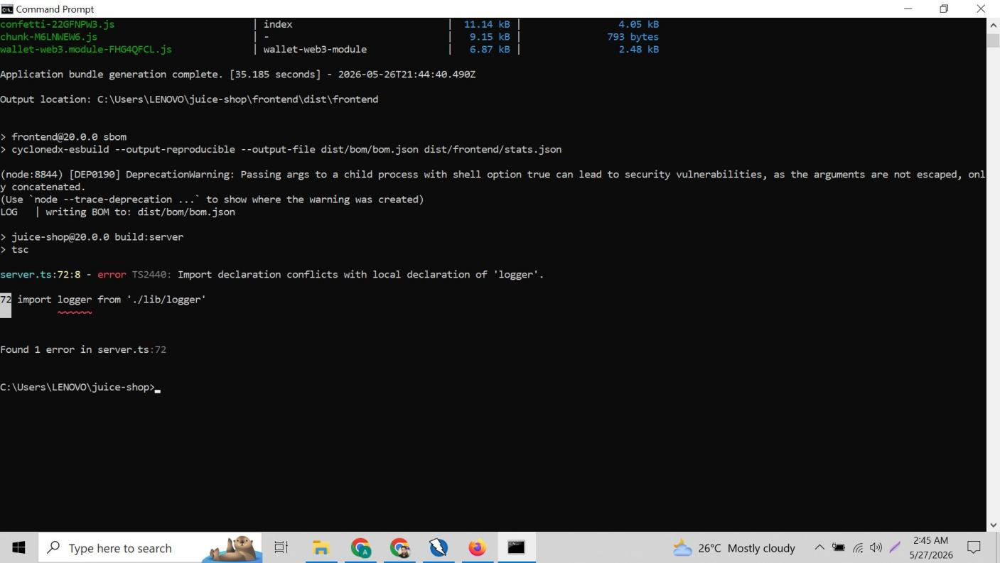 Command Prompt
confetti-22GFNPW3.js | index | 11.14 kB | 4.05 kB
chunk-M6LNWEW6.js | - | 9.15 kB | 793 bytes
wallet-web3.module-FHG4QFCL.js | wallet-web3-module | 6.87 kB | 2.48 kB
Application bundle generation complete. [35.185 seconds] - 2026-05-26T21:44:40.490Z
Output location: C:\Users\LENOVO\juice-shop\frontend\dist\frontend
> frontend@20.0.0 sbom
> cyclonedx-esbuild --output-reproducible --output-file dist/bom/bom.json dist/frontend/stats.json
(node:8844) [DEP0190] DeprecationWarning: Passing args to a child process with shell option true can lead to security vulnerabilities, as the arguments are not escaped, onl
y concatenated.
(Use `node --trace-deprecation ...` to show where the warning was created)
LOG | writing BOM to: dist/bom/bom.json
> juice-shop@20.0.0 build:server
> tsc
server.ts:72:8 - error TS2440: Import declaration conflicts with local declaration of 'logger'.
72 import logger from './lib/logger'
~~~~~~
Found 1 error in server.ts:72
C:\Users\LENOVO\juice-shop>
Type here to search
26°C Mostly cloudy
2:45 AM
5/27/2026